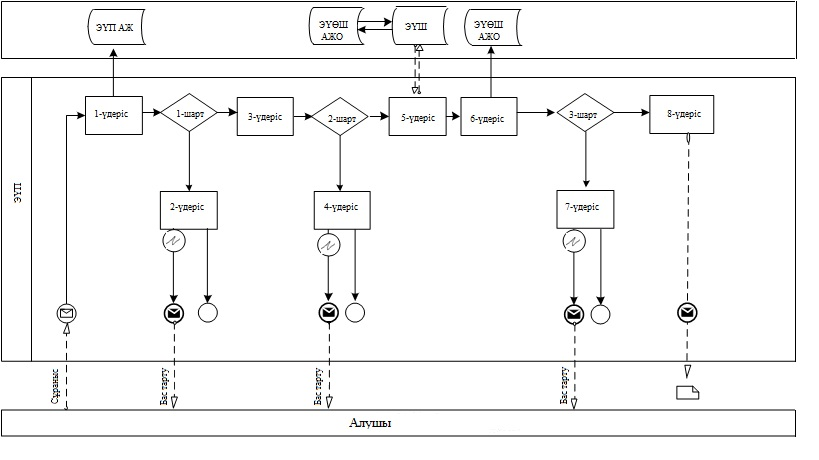 ЭҮП АЖ
ЭҮӨШ
АЖО
ЭҮШ
ЭҮӨШ
АЖО
ЭҮП
1-үдеріс
1-шарт
3-үдеріс
2-шарт
5-үдеріс
6-үдеріс
3-шарт
8-үдеріс
2-үдеріс
4-үдеріс
7-үдеріс
Сұраныс
Бас тарту
Бас тарту
Бас тарту
Алушы